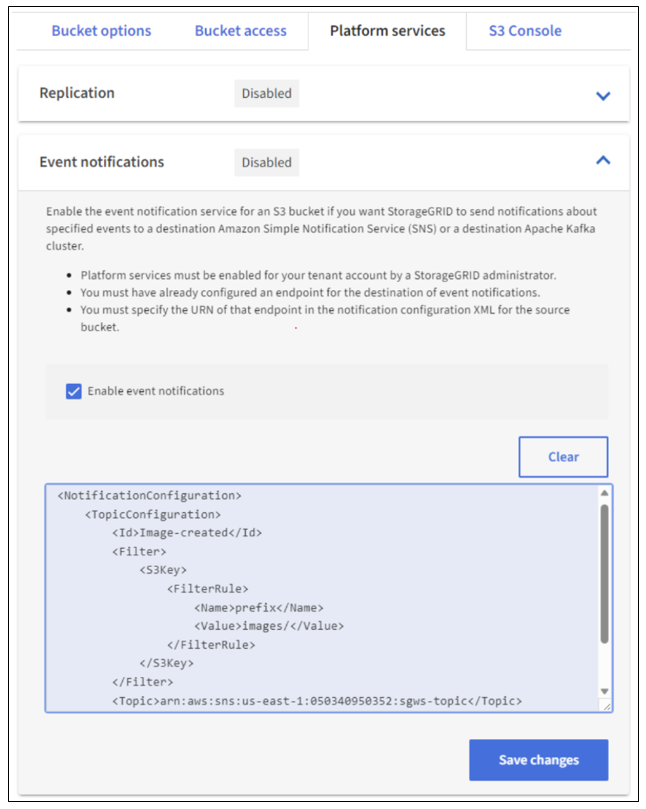 Bucket options Bucket access Platform services S3 Console
Replication Disabled
Event notifications Disabled
Enable the event notification service for an S3 bucket if you want StorageGRID to send notifications about
specified events to a destination Amazon Simple Notification Service (SNS) or a destination Apache Kafka
cluster.
• Platform services must be enabled for your tenant account by a StorageGRID administrator.
• You must have already configured an endpoint for the destination of event notifications.
• You must specify the URN of that endpoint in the notification configuration XML for the source
bucket.
Enable event notifications
Clear
<NotificationConfiguration>
    <TopicConfiguration>
        <Id>Image-created</Id>
        <Filter>
            <S3Key>
                <FilterRule>
                    <Name>prefix</Name>
                    <Value>images/</Value>
                </FilterRule>
            </S3Key>
        </Filter>
        <Topic>arn:aws:sns:us-east-1:050340950352:sgws-topic</Topic>
Save changes